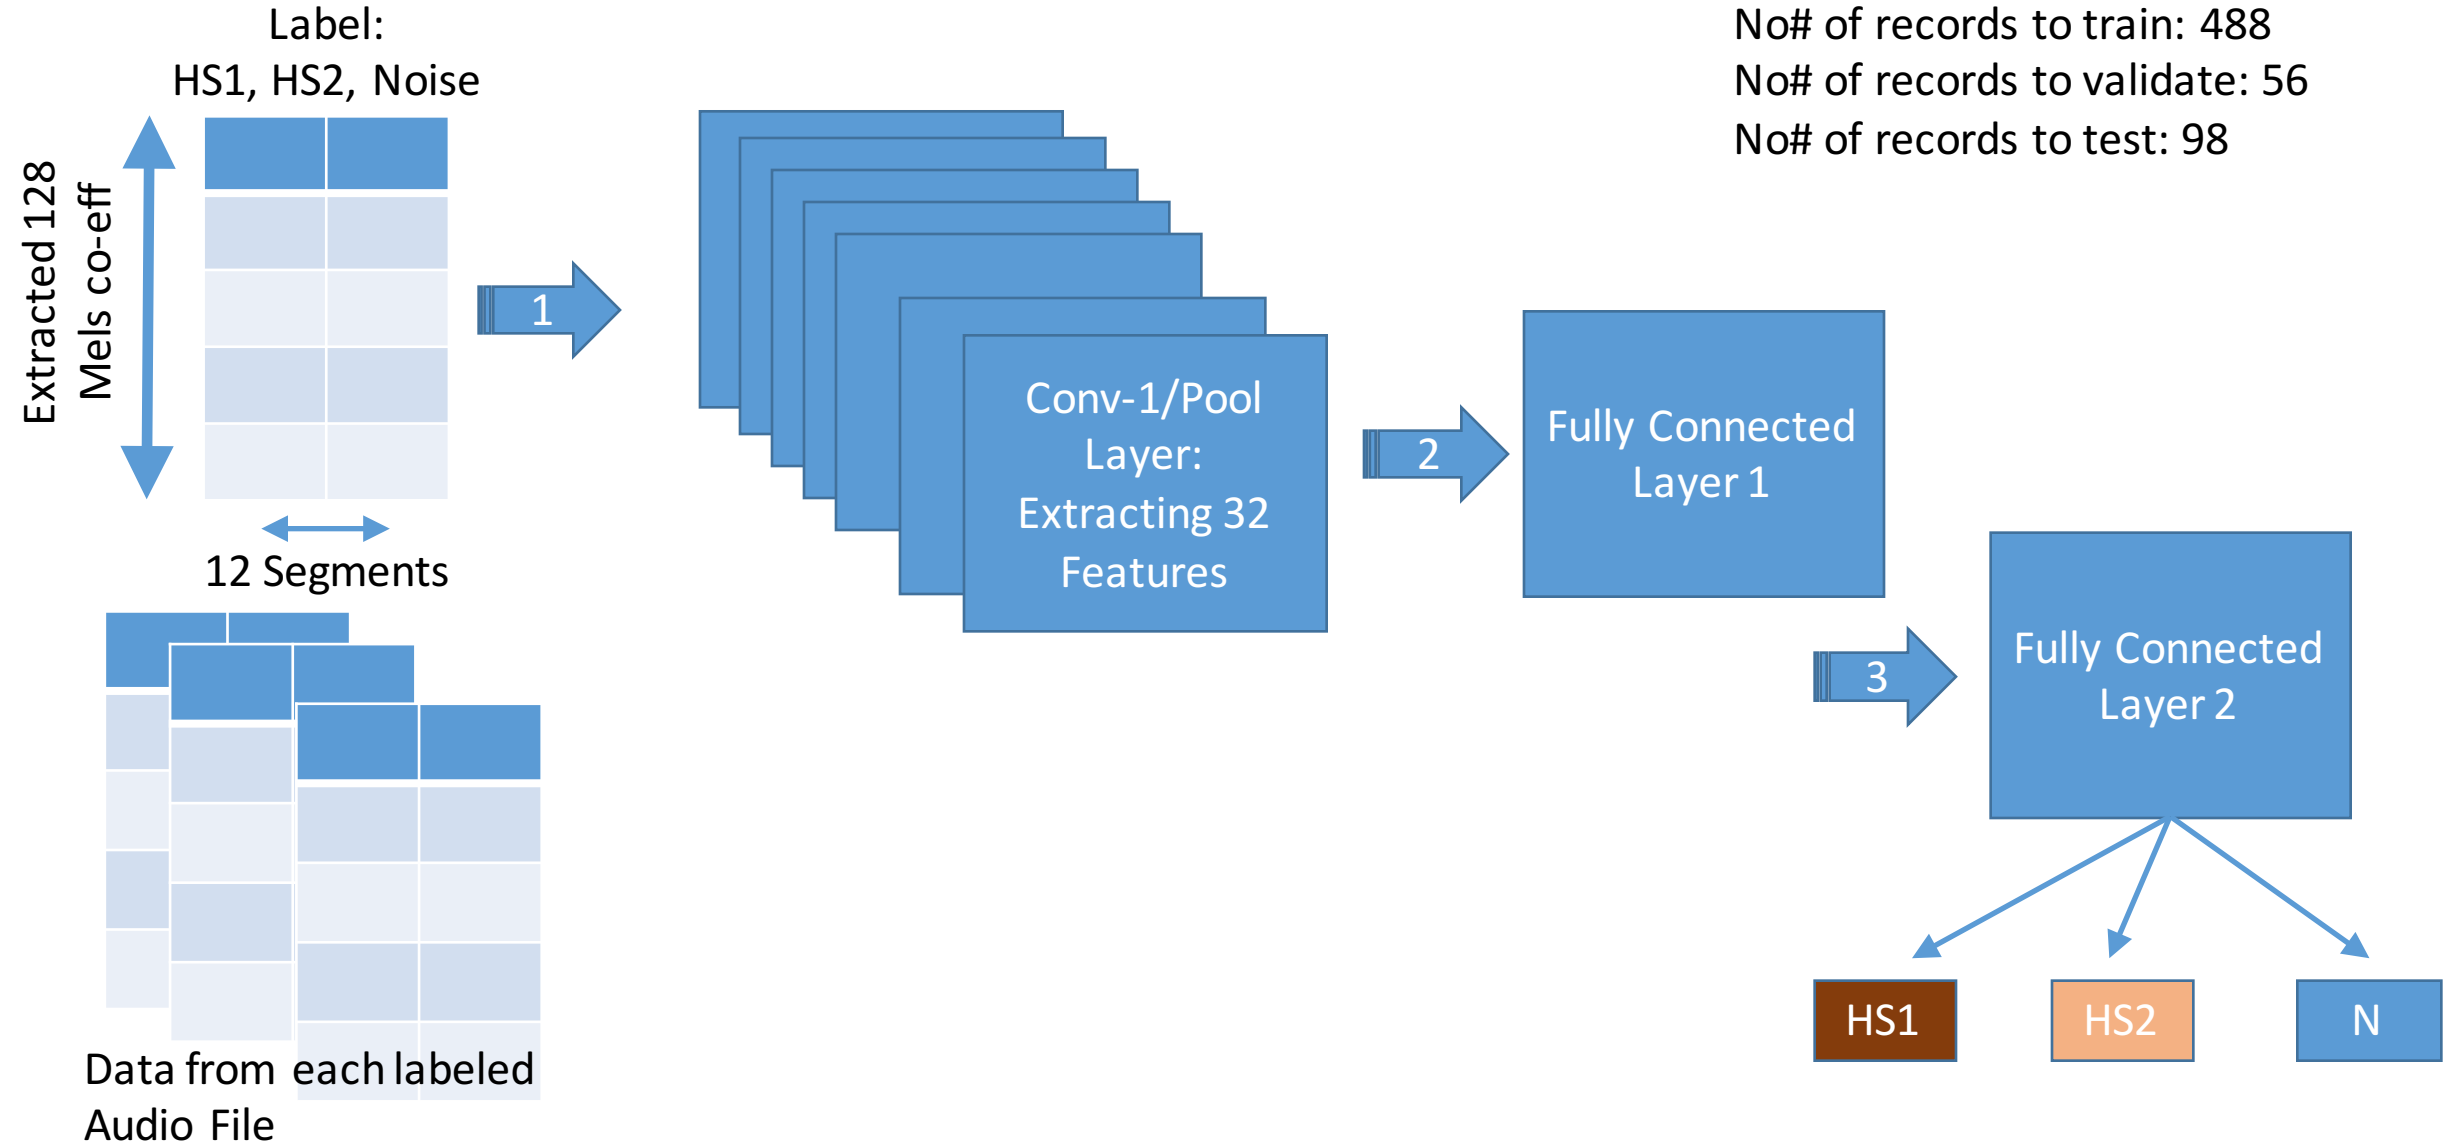 Label:
HS1, HS2, Noise
Extracted 128
Mels co-eff
12 Segments
Data from each labeled
Audio File
1
Conv-1/Pool
Layer:
Extracting 32
Features
2
Fully Connected
Layer 1
3
Fully Connected
Layer 2
HS1
HS2
N
No# of records to train: 488
No# of records to validate: 56
No# of records to test: 98